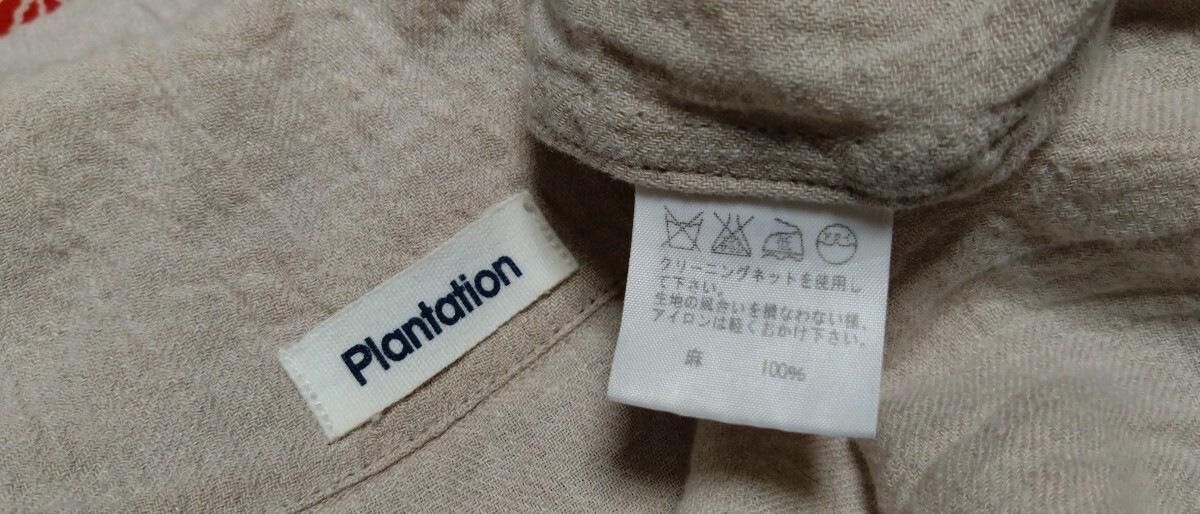 Plantation
クリーニングネットを使用し
て下さい。
生地の風合いを損なわない様、
アイロンは軽くおかけ下さい。
麻 100%